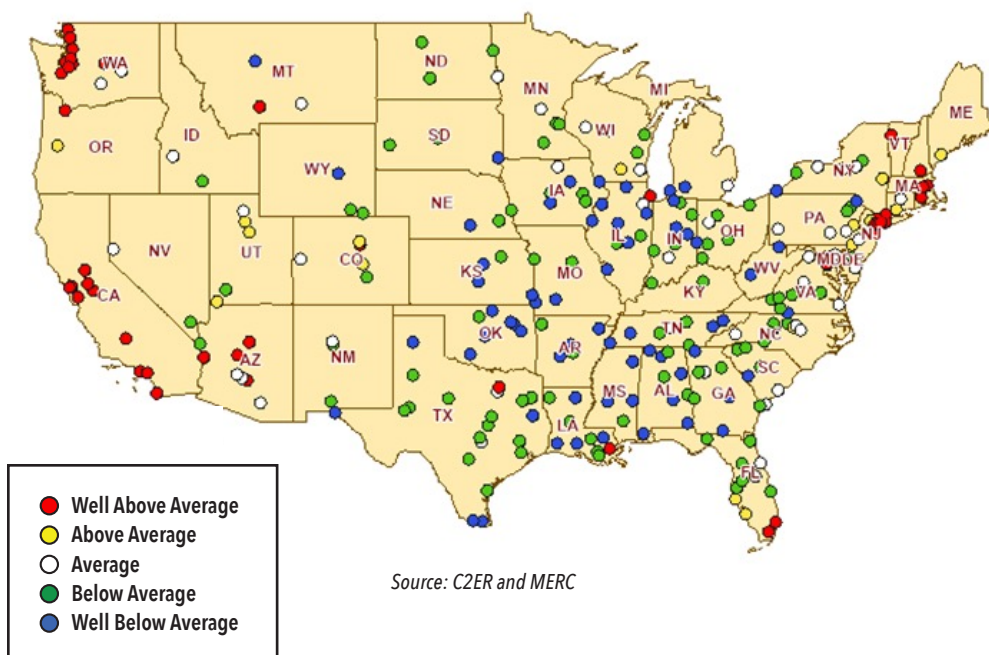 WA
MT
ND
MN
MI
ME
OR
ID
SD
WI
VT
NY
WY
MA
IA
NE
PA
NV
UT
IL
IN
OH
NJ
CO
MDDE
CA
KS
MO
WV
VA
KY
AZ
NM
OK
AR
TN
NC
SC
TX
MS
AL
GA
LA
FL
Well Above Average
Above Average
Average
Below Average
Well Below Average
Source: C2ER and MERC